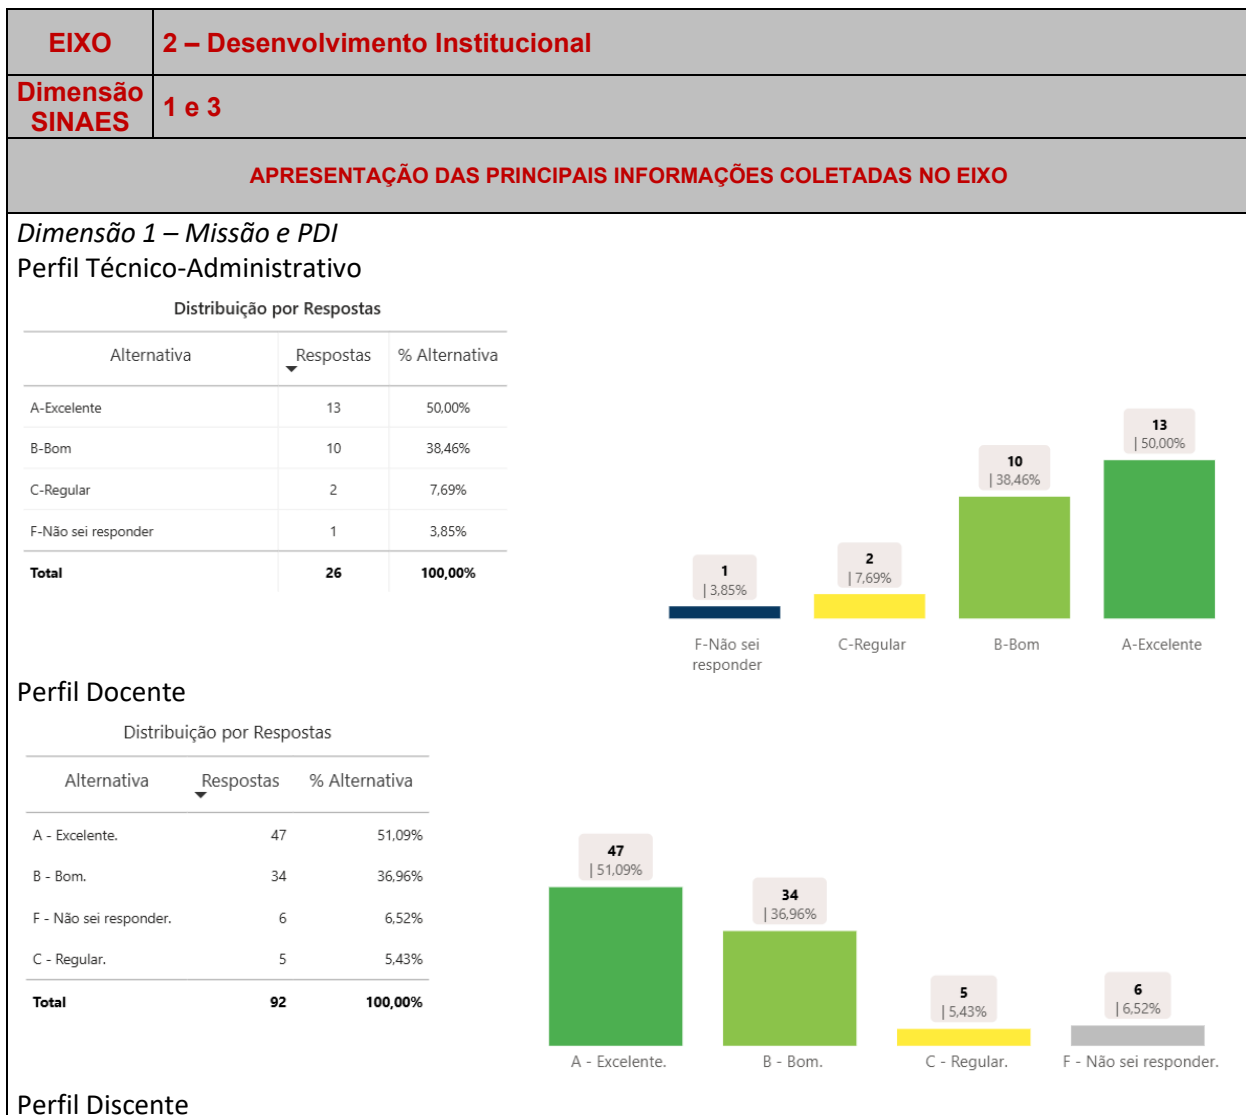 EIXO 2 – Desenvolvimento Institucional
Dimensão SINAES 1 e 3
APRESENTAÇÃO DAS PRINCIPAIS INFORMAÇÕES COLETADAS NO EIXO
Dimensão 1 – Missão e PDI
Perfil Técnico-Administrativo
Distribuição por Respostas
Alternativa Respostas % Alternativa
A-Excelente 13 50,00%
B-Bom 10 38,46%
C-Regular 2 7,69%
F-Não sei responder 1 3,85%
Total 26 100,00%
1
| 3,85%
2
| 7,69%
10
| 38,46%
13
| 50,00%
F-Não sei responder
C-Regular
B-Bom
A-Excelente
Perfil Docente
Distribuição por Respostas
Alternativa Respostas % Alternativa
A - Excelente. 47 51,09%
B - Bom. 34 36,96%
F - Não sei responder. 6 6,52%
C - Regular. 5 5,43%
Total 92 100,00%
47
| 51,09%
34
| 36,96%
5
| 5,43%
6
| 6,52%
A - Excelente.
B - Bom.
C - Regular.
F - Não sei responder.
Perfil Discente